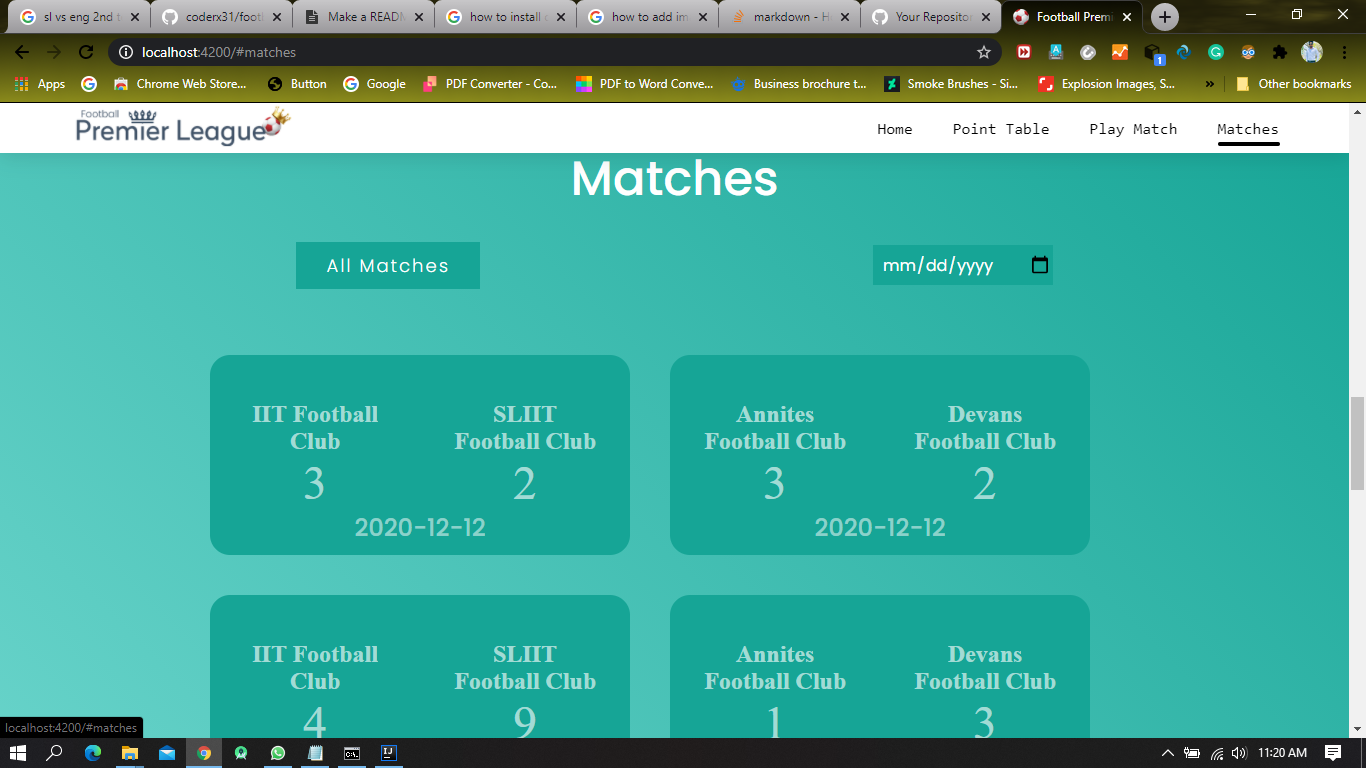 sl vs eng 2nd t
coderx31/footl
Make a READM
how to install a
how to add im
markdown - H
Your Repositor
Football Premi
localhost:4200/#matches
1
Apps
Chrome Web Store...
Button
Google
PDF Converter - Co...
PDF to Word Conve...
Business brochure t...
Smoke Brushes - Si...
Explosion Images, S...
»
Other bookmarks
Football
Premier League
Home
Point Table
Play Match
Matches
Matches
All Matches
mm/dd/yyyy
IIT Football
Club
3
SLIIT
Football Club
2
2020-12-12
Annites
Football Club
3
Devans
Football Club
2
2020-12-12
IIT Football
Club
4
SLIIT
Football Club
9
Annites
Football Club
1
Devans
Football Club
3
localhost:4200/#matches
11:20 AM